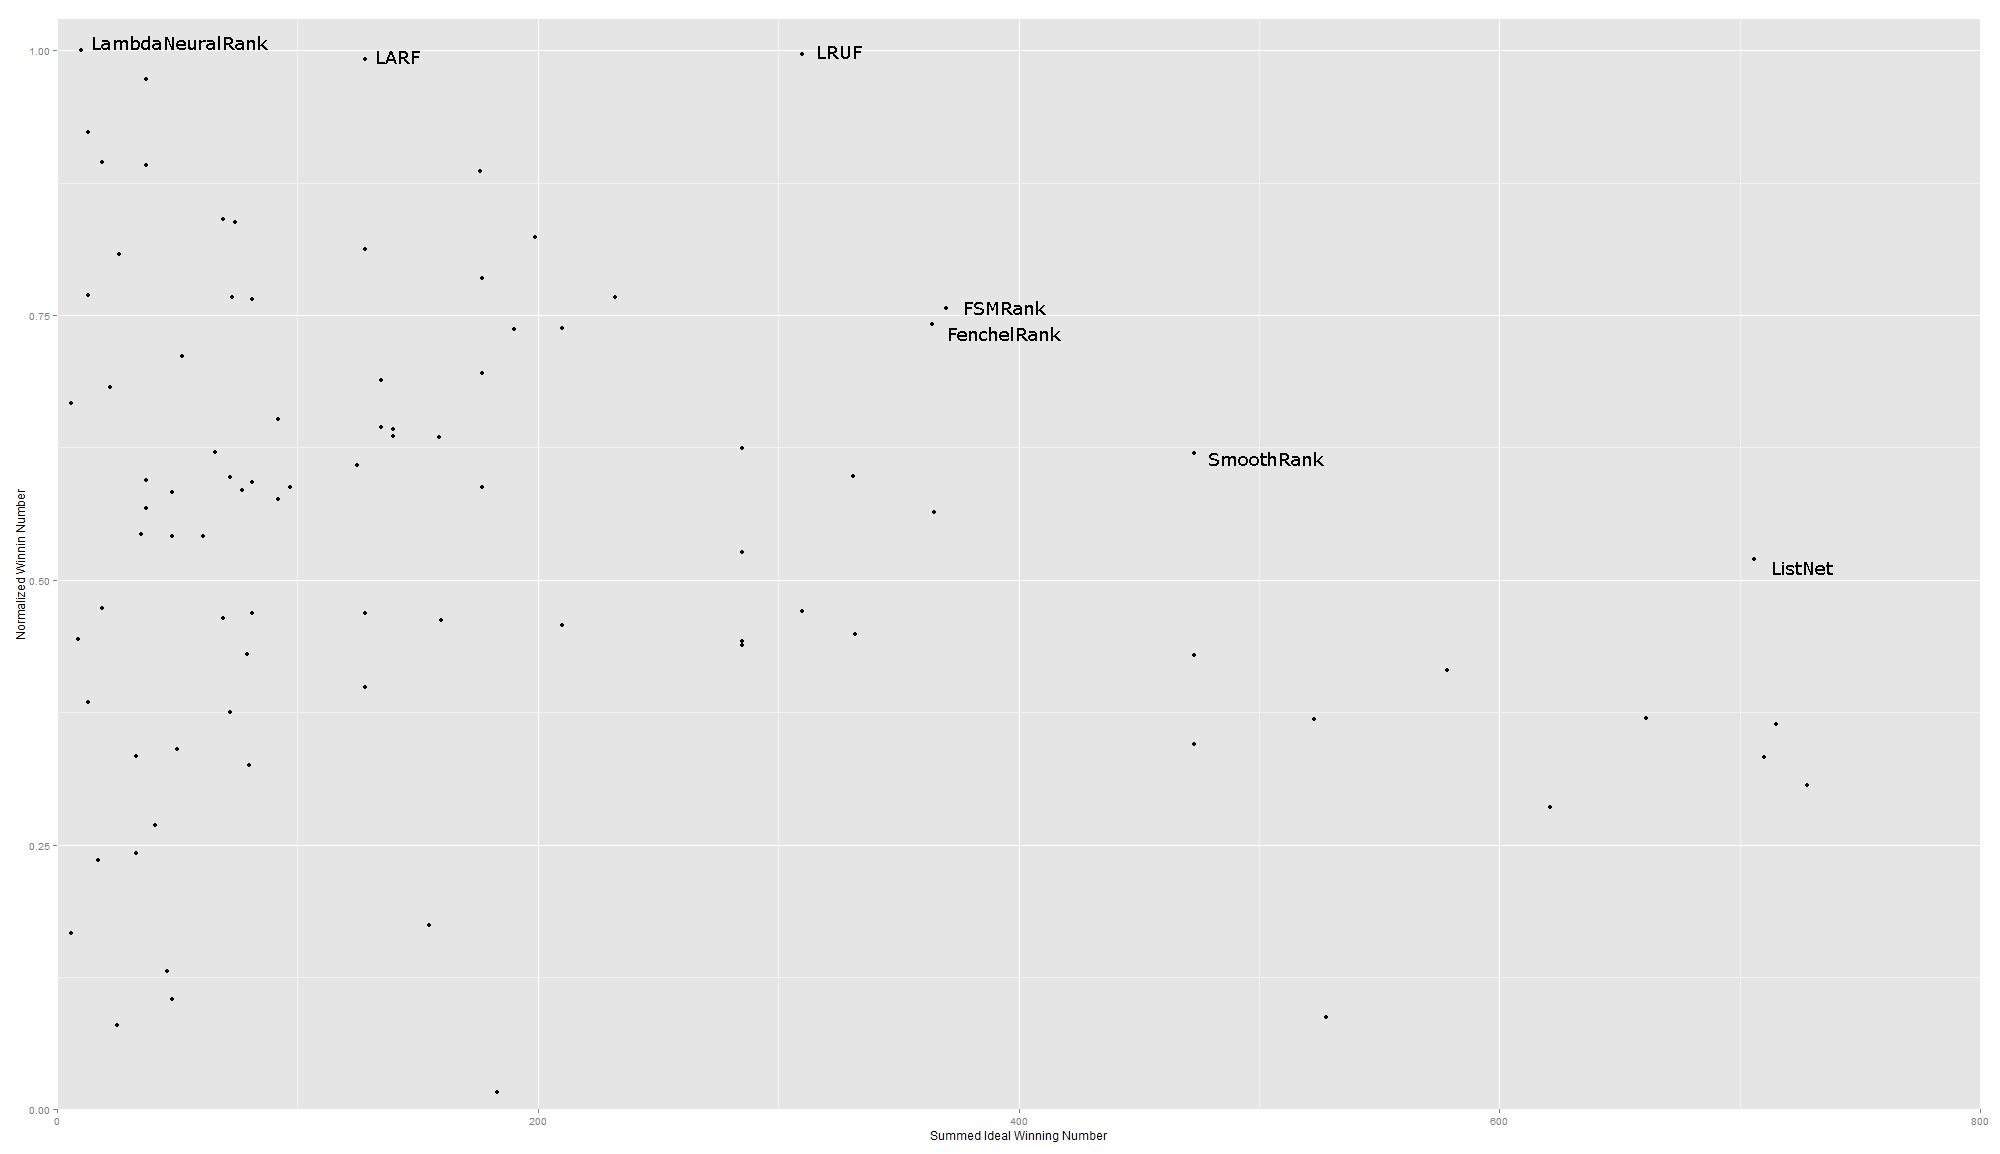 LambdaNeuralRank
LARF
LRUF
1.00
FSMRank
0.75
FenchelRank
SmoothRank
Normalized Winnin Number
ListNet
0.50
0.25
0.00
0
200
400
600
800
Summed Ideal Winning Number